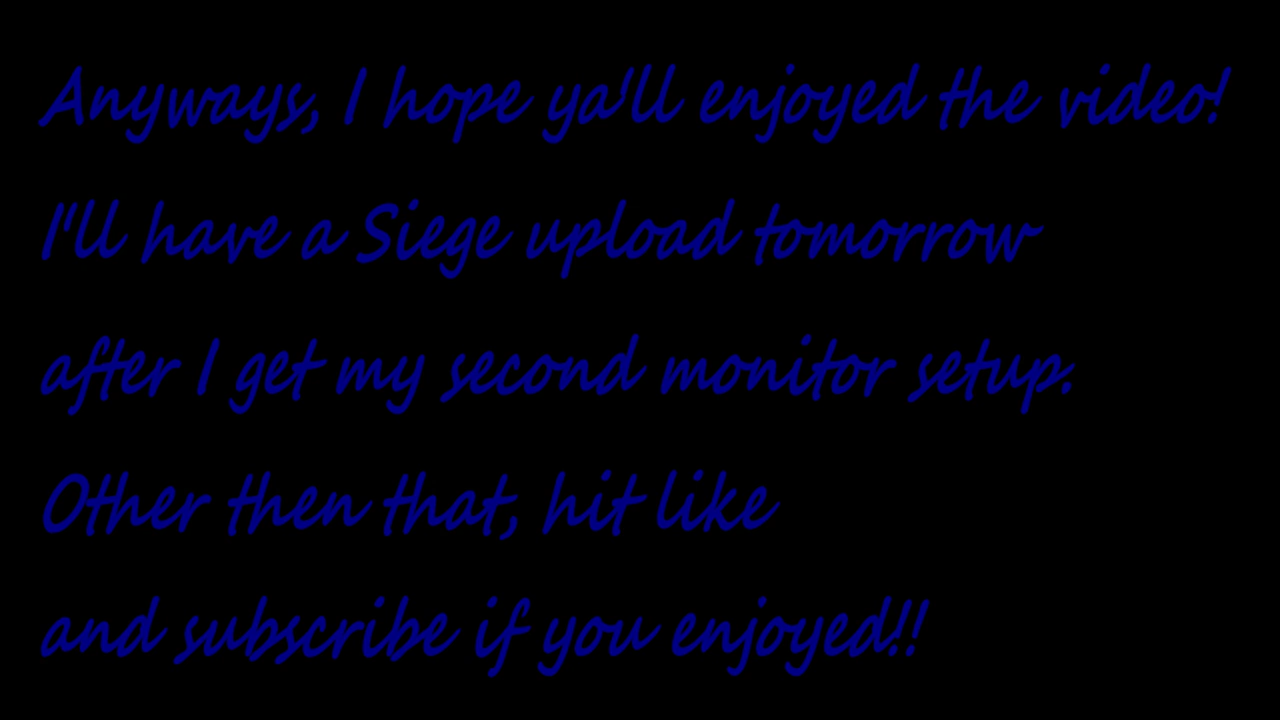 Anyways, I hope ya'll enjoyed the video!
I'll have a Siege upload tomorrow
after I get my second monitor setup.
Other then that, hit like
and subscribe if you enjoyed!!